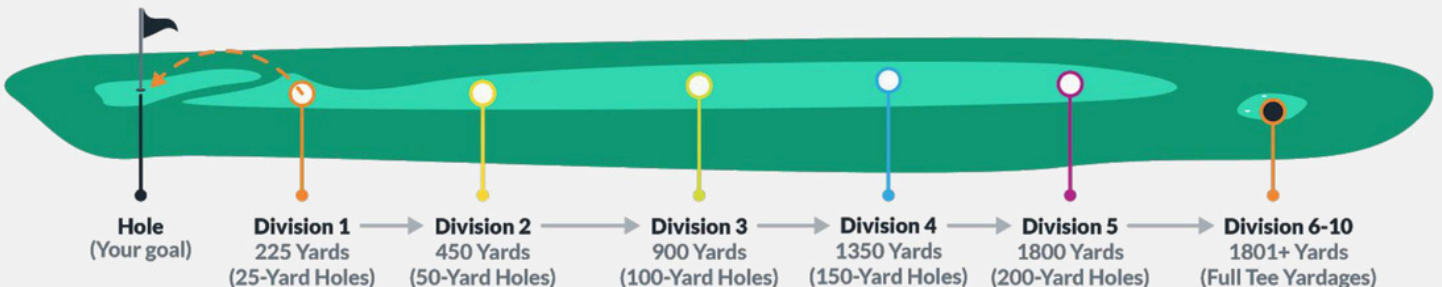 Hole
(Your goal)
Division 1
225 Yards
(25-Yard Holes)
Division 2
450 Yards
(50-Yard Holes)
Division 3
900 Yards
(100-Yard Holes)
Division 4
1350 Yards
(150-Yard Holes)
Division 5
1800 Yards
(200-Yard Holes)
Division 6-10
1801+ Yards
(Full Tee Yardages)